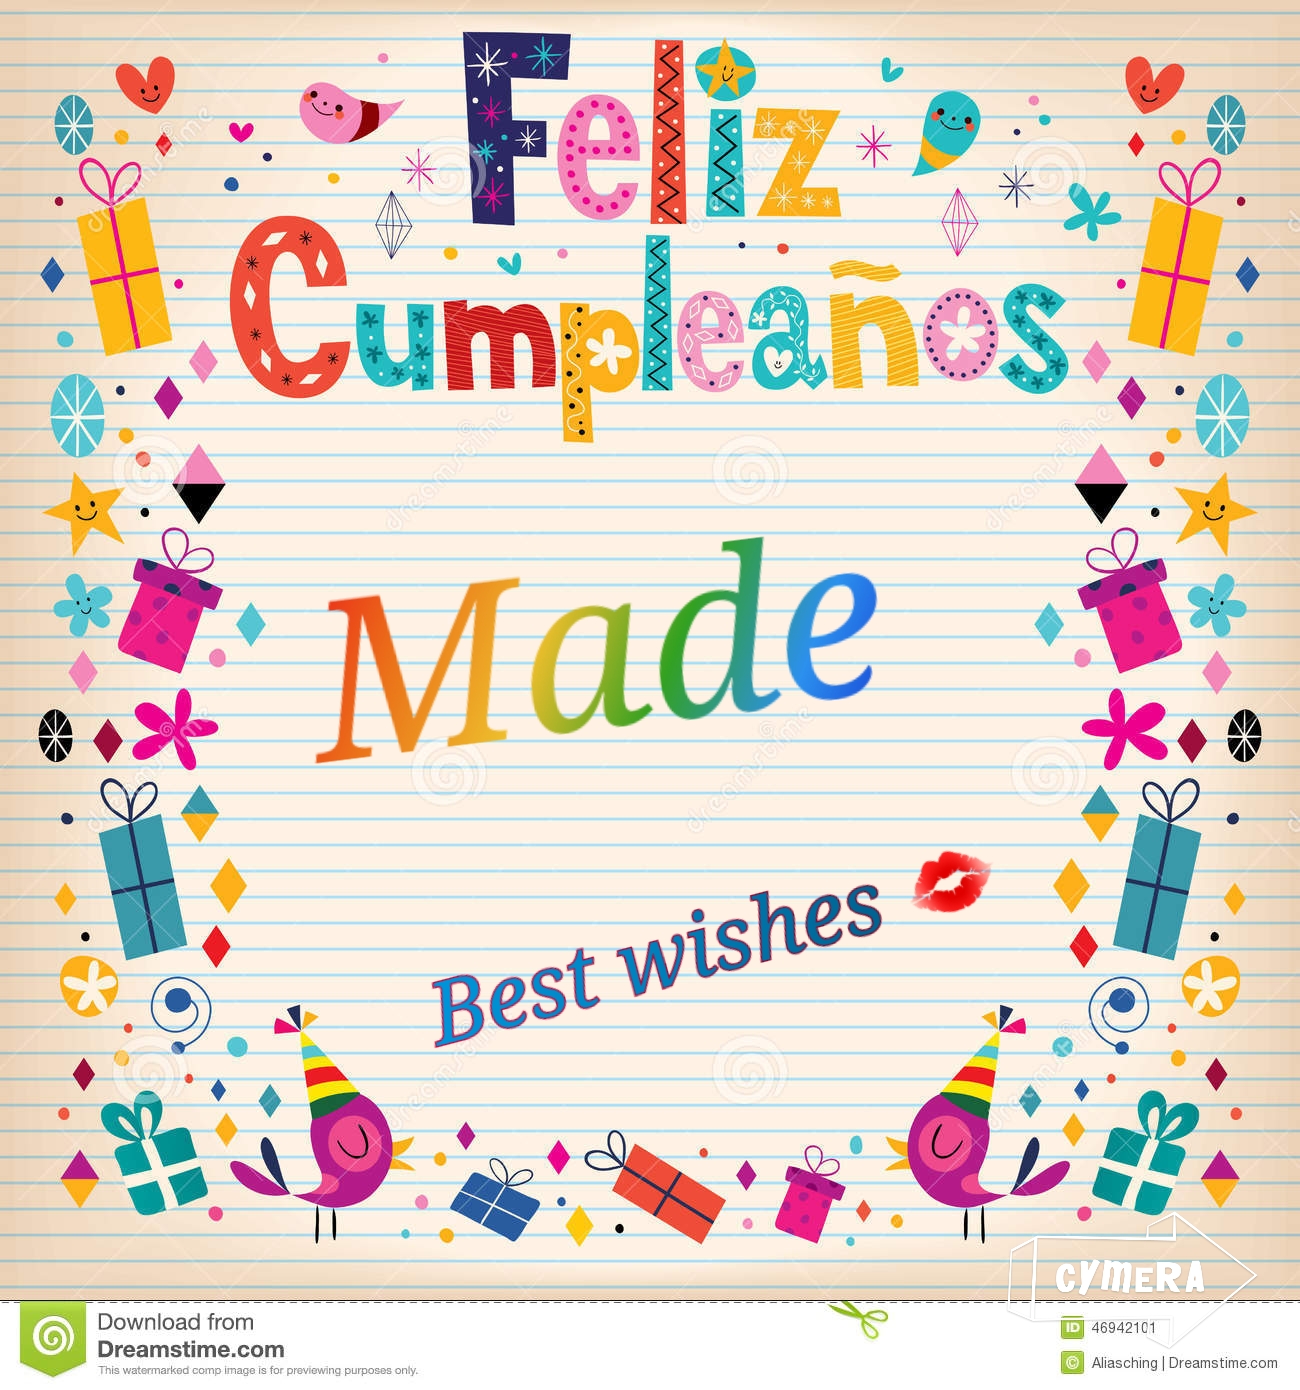 Feliz
Cumpleaños
Made
Best wishes
CYMERA
Download from
Dreamstime.com
This watermarked comp image is for previewing purposes only.
ID 46942101
© Aliasching | Dreamstime.com